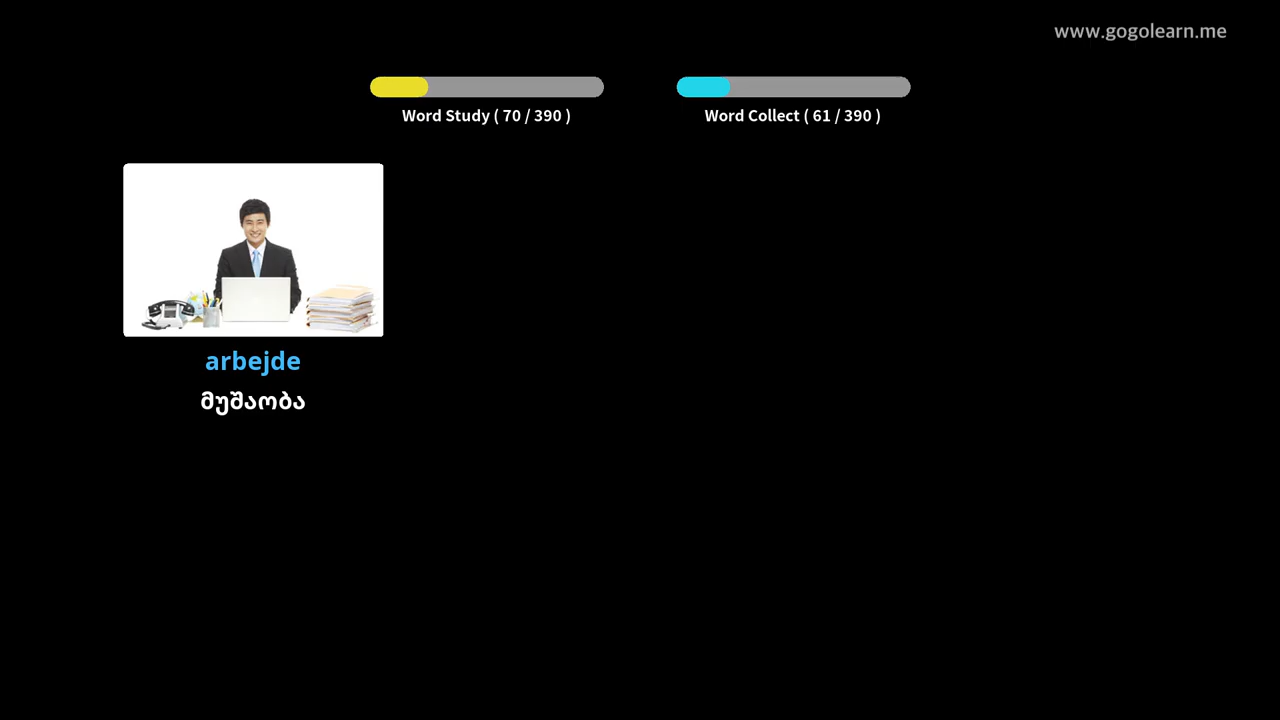 www.gogolearn.me
Word Study ( 70 / 390 )
Word Collect ( 61 / 390 )
arbejde
მუშაობა